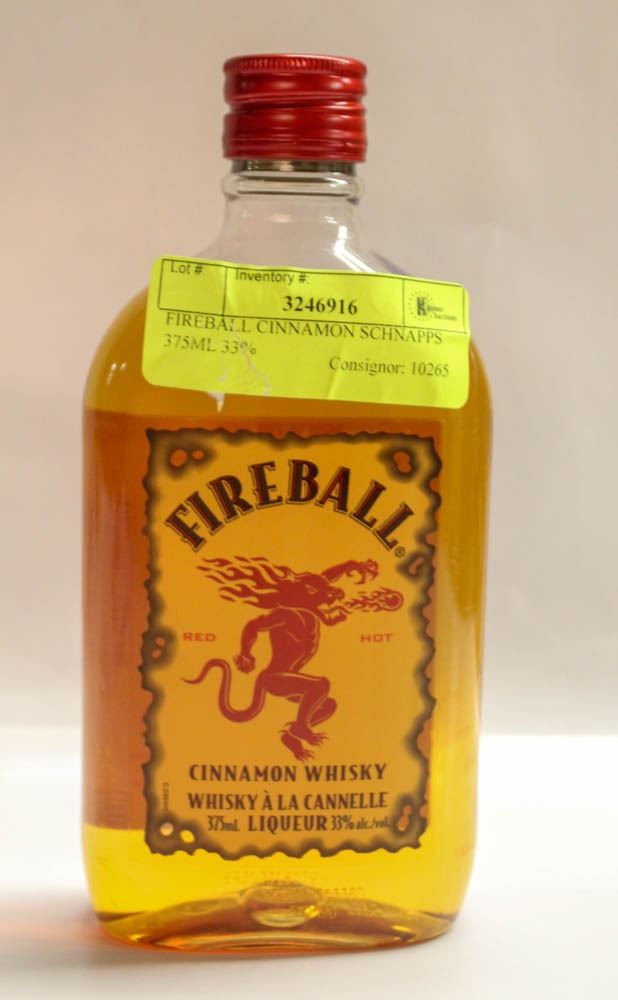 Lot #: Inventory #:
3246916
FIREBALL CINNAMON SCHNAPPS
375ML 33%
Consignor: 10265
FIREBALL®
RED HOT
CINNAMON WHISKY
WHISKY À LA CANNELLE
375mL LIQUEUR 33% alc./vol.